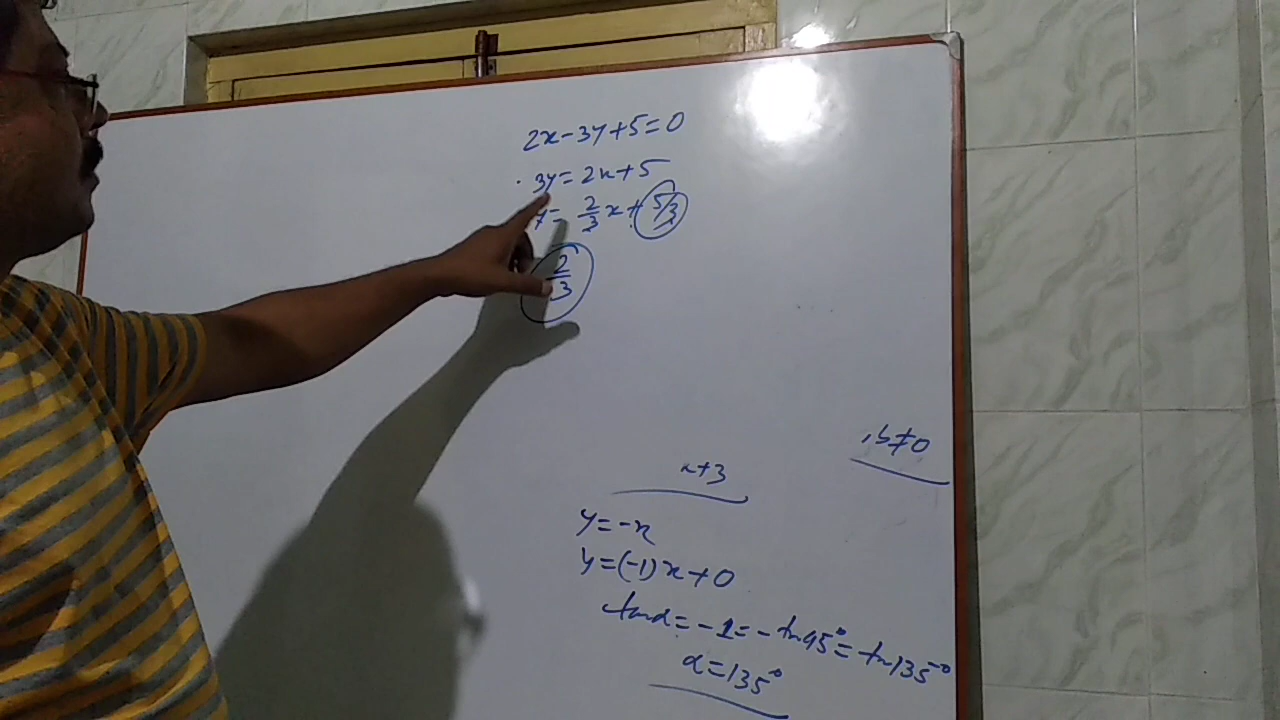 2x-3y+5=0
3y=2x+5
y=2/3x+5/3
2/3
,b≠0
x+3
y=-x
y=(-1)x+0
tanα=-1=-tan45°=tan135°
α=135°